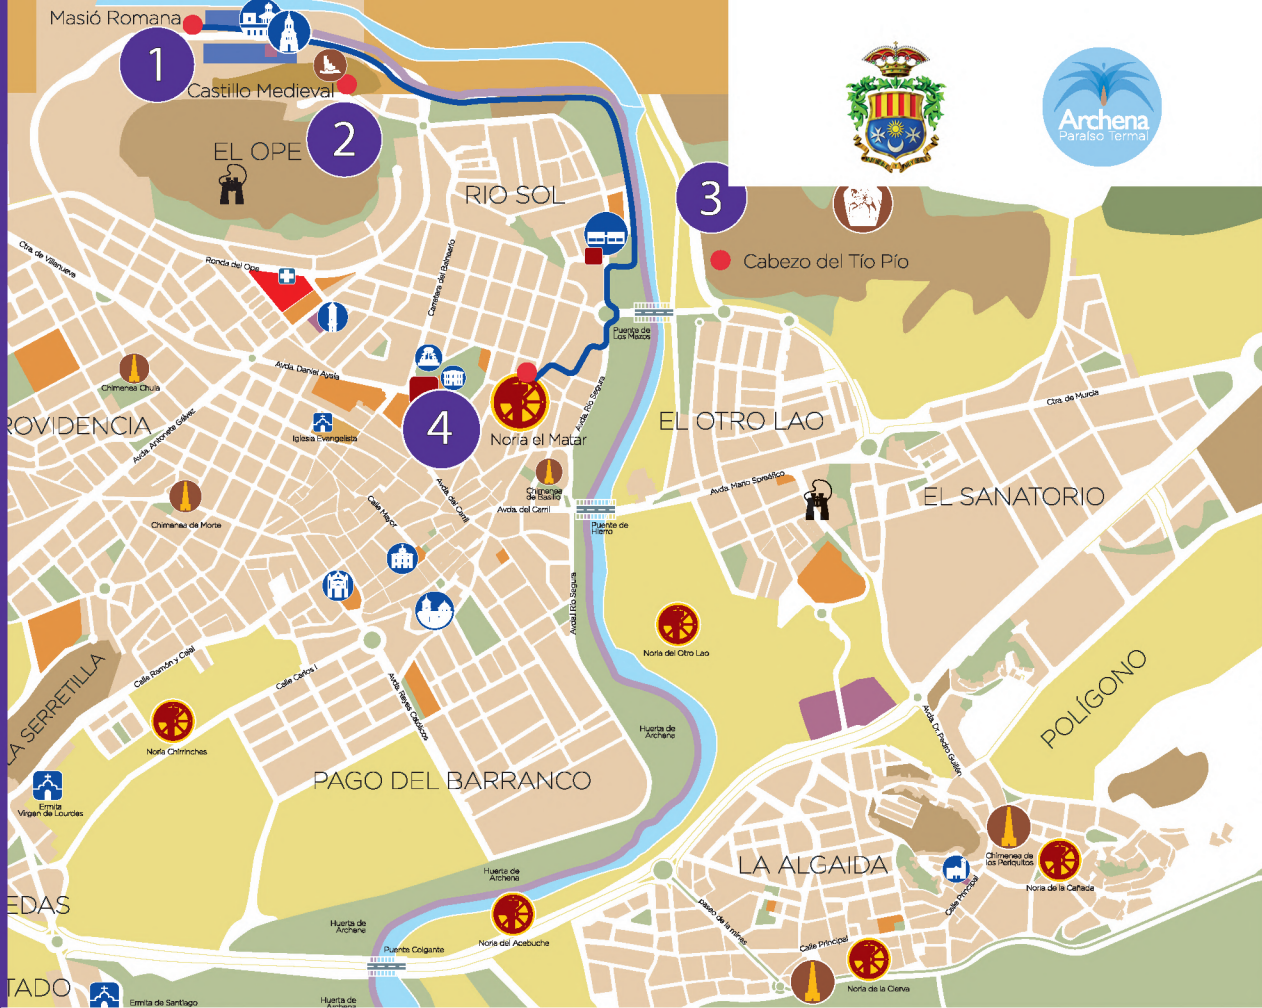 Masió Romana
1
Castillo Medieval
2
EL OPE
RIO SOL
3
Archena
Paraíso Termal
Cabezo del Tío Pío
Ctra. de Villanueva
Ronda del Ope
Carretera del Balneario
Puente de
Los Mazos
Chimenea Chula
Avda. Daniel Ayala
ROVIDENCIA
Avda. Antonete Gálvez
Iglesia Evangelista
4
Noria el Matar
Avda. Río Segura
EL OTRO LAO
Ctra. de Murcia
Chimenea de Morte
Calle Mayor
Avda. del Carril
Chimenea
de Basilio
Avda. del Carril
Puente de
Hierro
Avda. Mario Spreáfico
EL SANATORIO
Avda. Río Segura
Noria del Otro Lao
LA SERRETILLA
Calle Ramón y Cajal
Calle Carlos I
Avda. Reyes Católicos
Noria Chirrinches
Huerta de
Archena
Avda. Dr. Pedro Guillén
POLÍGONO
PAGO DEL BARRANCO
Ermita
Virgen de Lourdes
LA ALGAIDA
Chimenea de
los Periquitos
Noria de la Cañada
Calle Principal
Huerta de
Archena
EDAS
Huerta de
Archena
Puente Colgante
Noria del Acebuche
paseo de la mines
Calle Principal
Noria de la Cierva
TADO
Ermita de Santiago
Huerta de
Archena